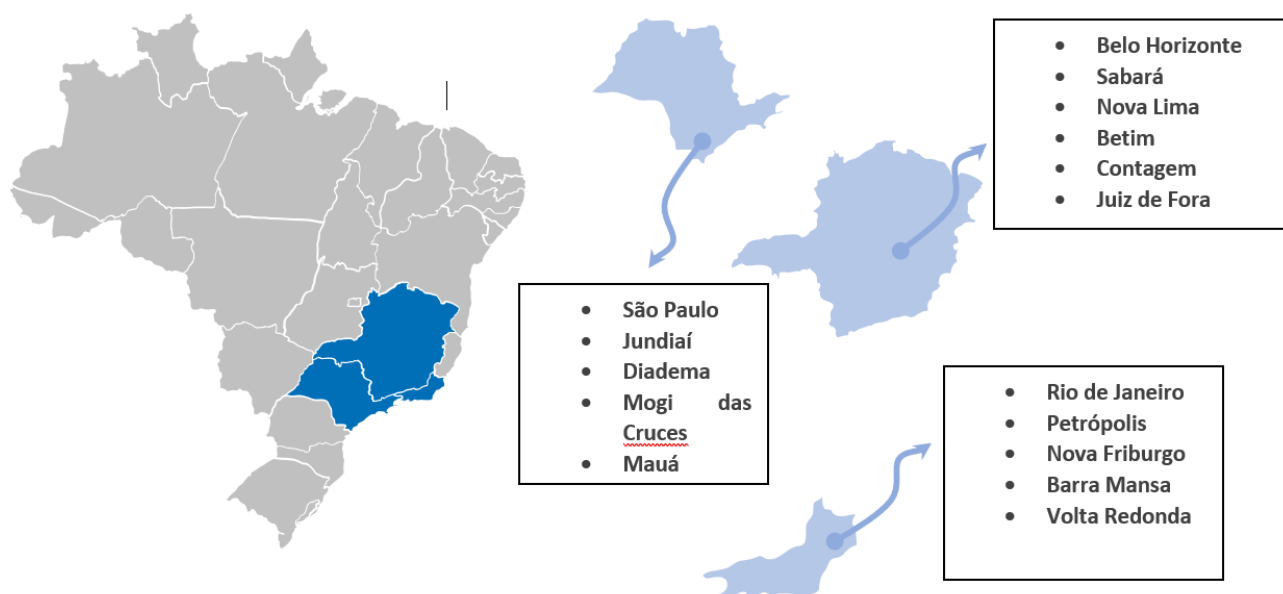 • Belo Horizonte
• Sabará
• Nova Lima
• Betim
• Contagem
• Juiz de Fora
• São Paulo
• Jundiaí
• Diadema
• Mogi das
Cruces
• Mauá
• Rio de Janeiro
• Petrópolis
• Nova Friburgo
• Barra Mansa
• Volta Redonda